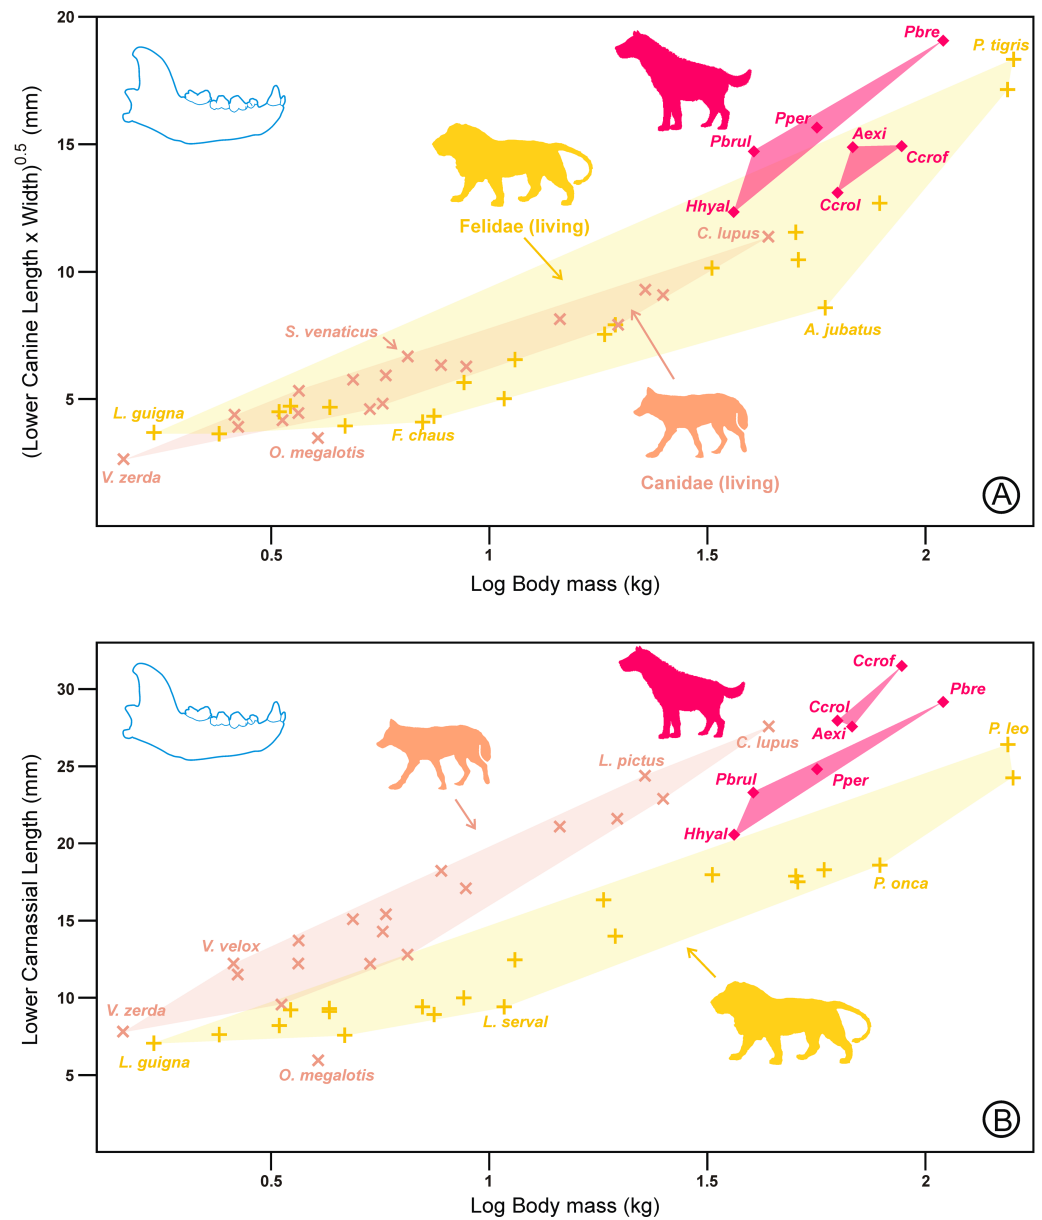 20
15
10
5
(Lower Canine Length x Width)0.5 (mm)
Pbre
P. tigris
Pper
Pbrul
Aexi
Ccrof
Hhyal
Ccrol
Felidae (living)
C. lupus
S. venaticus
A. jubatus
L. guigna
F. chaus
O. megalotis
V. zerda
Canidae (living)
A
0.5
1
1.5
2
Log Body mass (kg)
30
25
20
15
10
5
Lower Carnassial Length (mm)
Ccrof
Pbre
Ccrol
P. leo
Aexi
C. lupus
L. pictus
Pbrul
Pper
Hhyal
P. onca
V. velox
V. zerda
L. serval
L. guigna
O. megalotis
B
0.5
1
1.5
2
Log Body mass (kg)